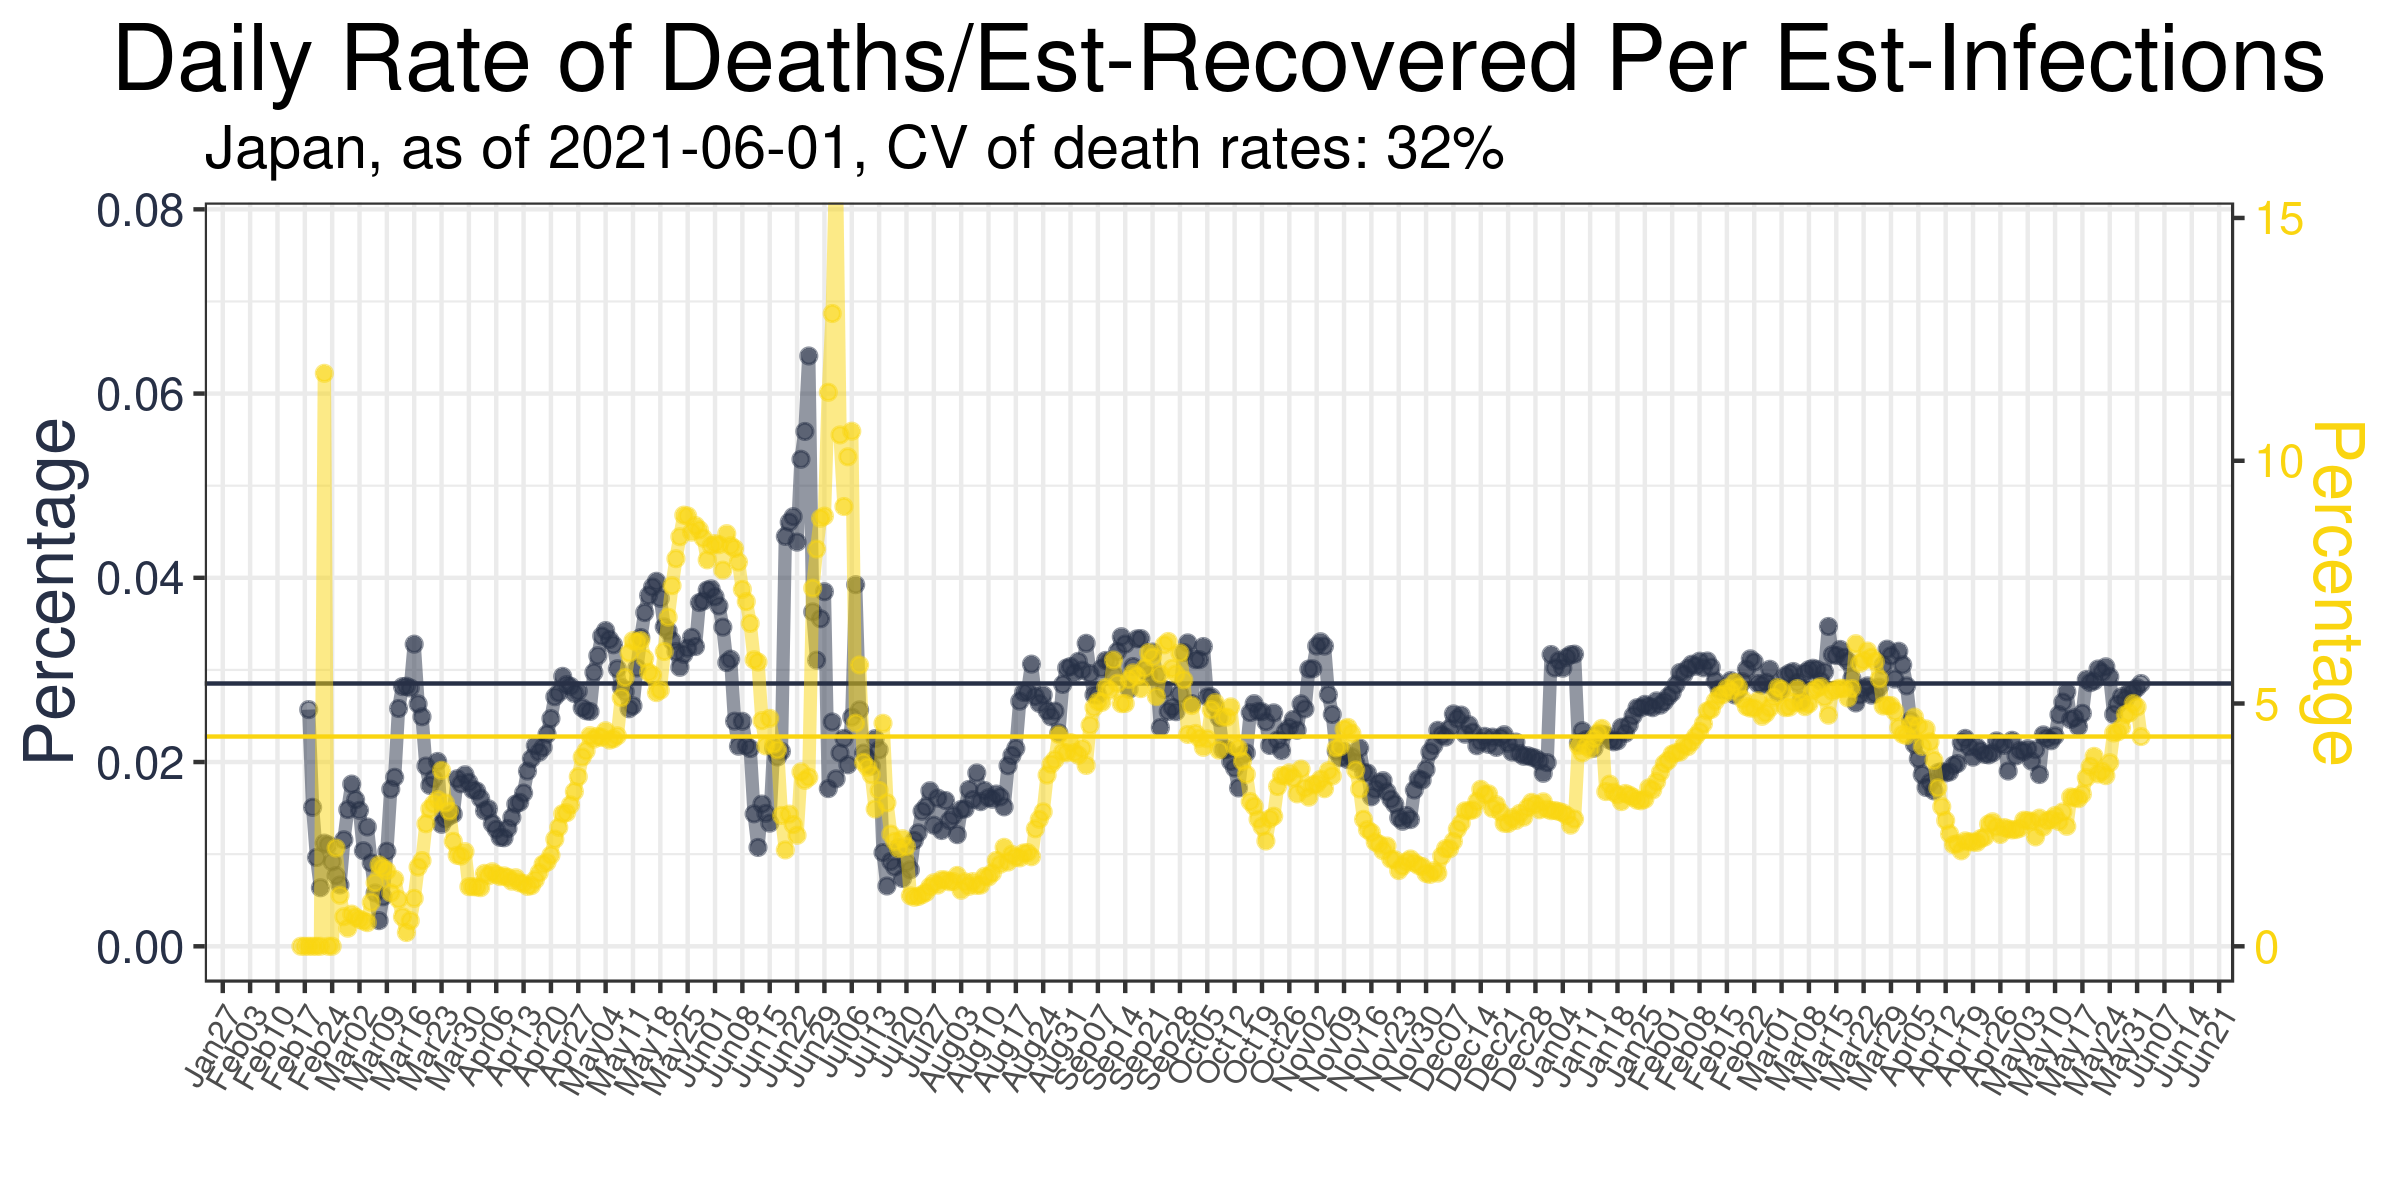 Daily Rate of Deaths/Est-Recovered Per Est-Infections
Japan, as of 2021-06-01, CV of death rates: 32%
Percentage
0.08
0.06
0.04
0.02
0.00
15
10
5
0
Percentage
Jan27
Feb03
Feb10
Feb17
Feb24
Mar02
Mar09
Mar16
Mar23
Mar30
Apr06
Apr13
Apr20
Apr27
May04
May11
May18
May25
Jun01
Jun08
Jun15
Jun22
Jun29
Jul06
Jul13
Jul20
Jul27
Aug03
Aug10
Aug17
Aug24
Aug31
Sep07
Sep14
Sep21
Sep28
Oct05
Oct12
Oct19
Oct26
Nov02
Nov09
Nov16
Nov23
Nov30
Dec07
Dec14
Dec21
Dec28
Jan04
Jan11
Jan18
Jan25
Feb01
Feb08
Feb15
Feb22
Mar01
Mar08
Mar15
Mar22
Mar29
Apr05
Apr12
Apr19
Apr26
May03
May10
May17
May24
May31
Jun07
Jun14
Jun21